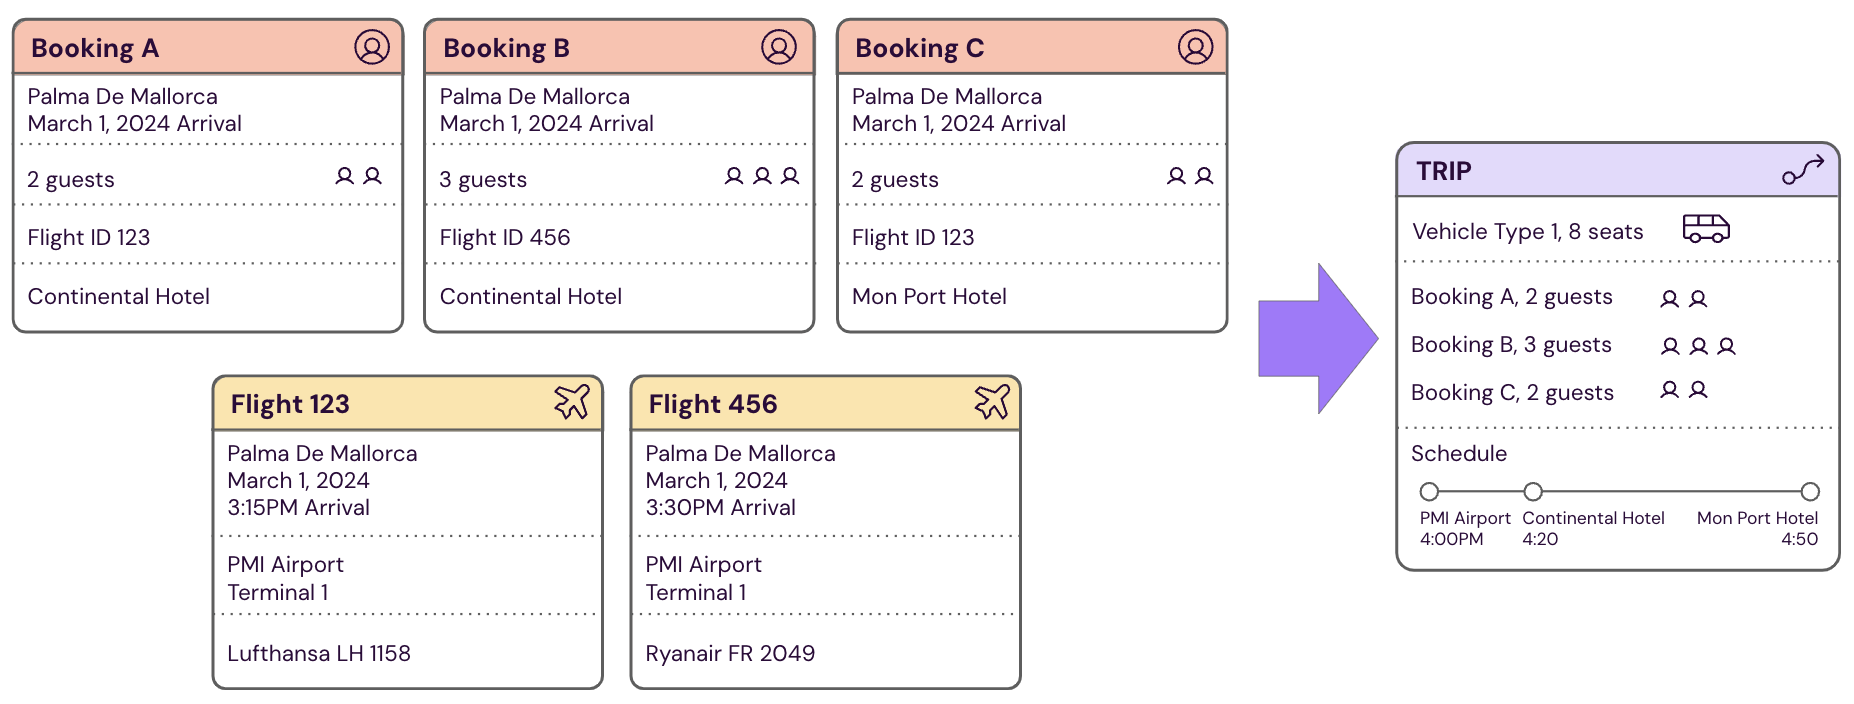 Booking A
Palma De Mallorca
March 1, 2024 Arrival
2 guests
Flight ID 123
Continental Hotel
Booking B
Palma De Mallorca
March 1, 2024 Arrival
3 guests
Flight ID 456
Continental Hotel
Booking C
Palma De Mallorca
March 1, 2024 Arrival
2 guests
Flight ID 123
Mon Port Hotel
Flight 123
Palma De Mallorca
March 1, 2024
3:15PM Arrival
PMI Airport
Terminal 1
Lufthansa LH 1158
Flight 456
Palma De Mallorca
March 1, 2024
3:30PM Arrival
PMI Airport
Terminal 1
Ryanair FR 2049
TRIP
Vehicle Type 1, 8 seats
Booking A, 2 guests
Booking B, 3 guests
Booking C, 2 guests
Schedule
PMI Airport
4:00PM
Continental Hotel
4:20
Mon Port Hotel
4:50